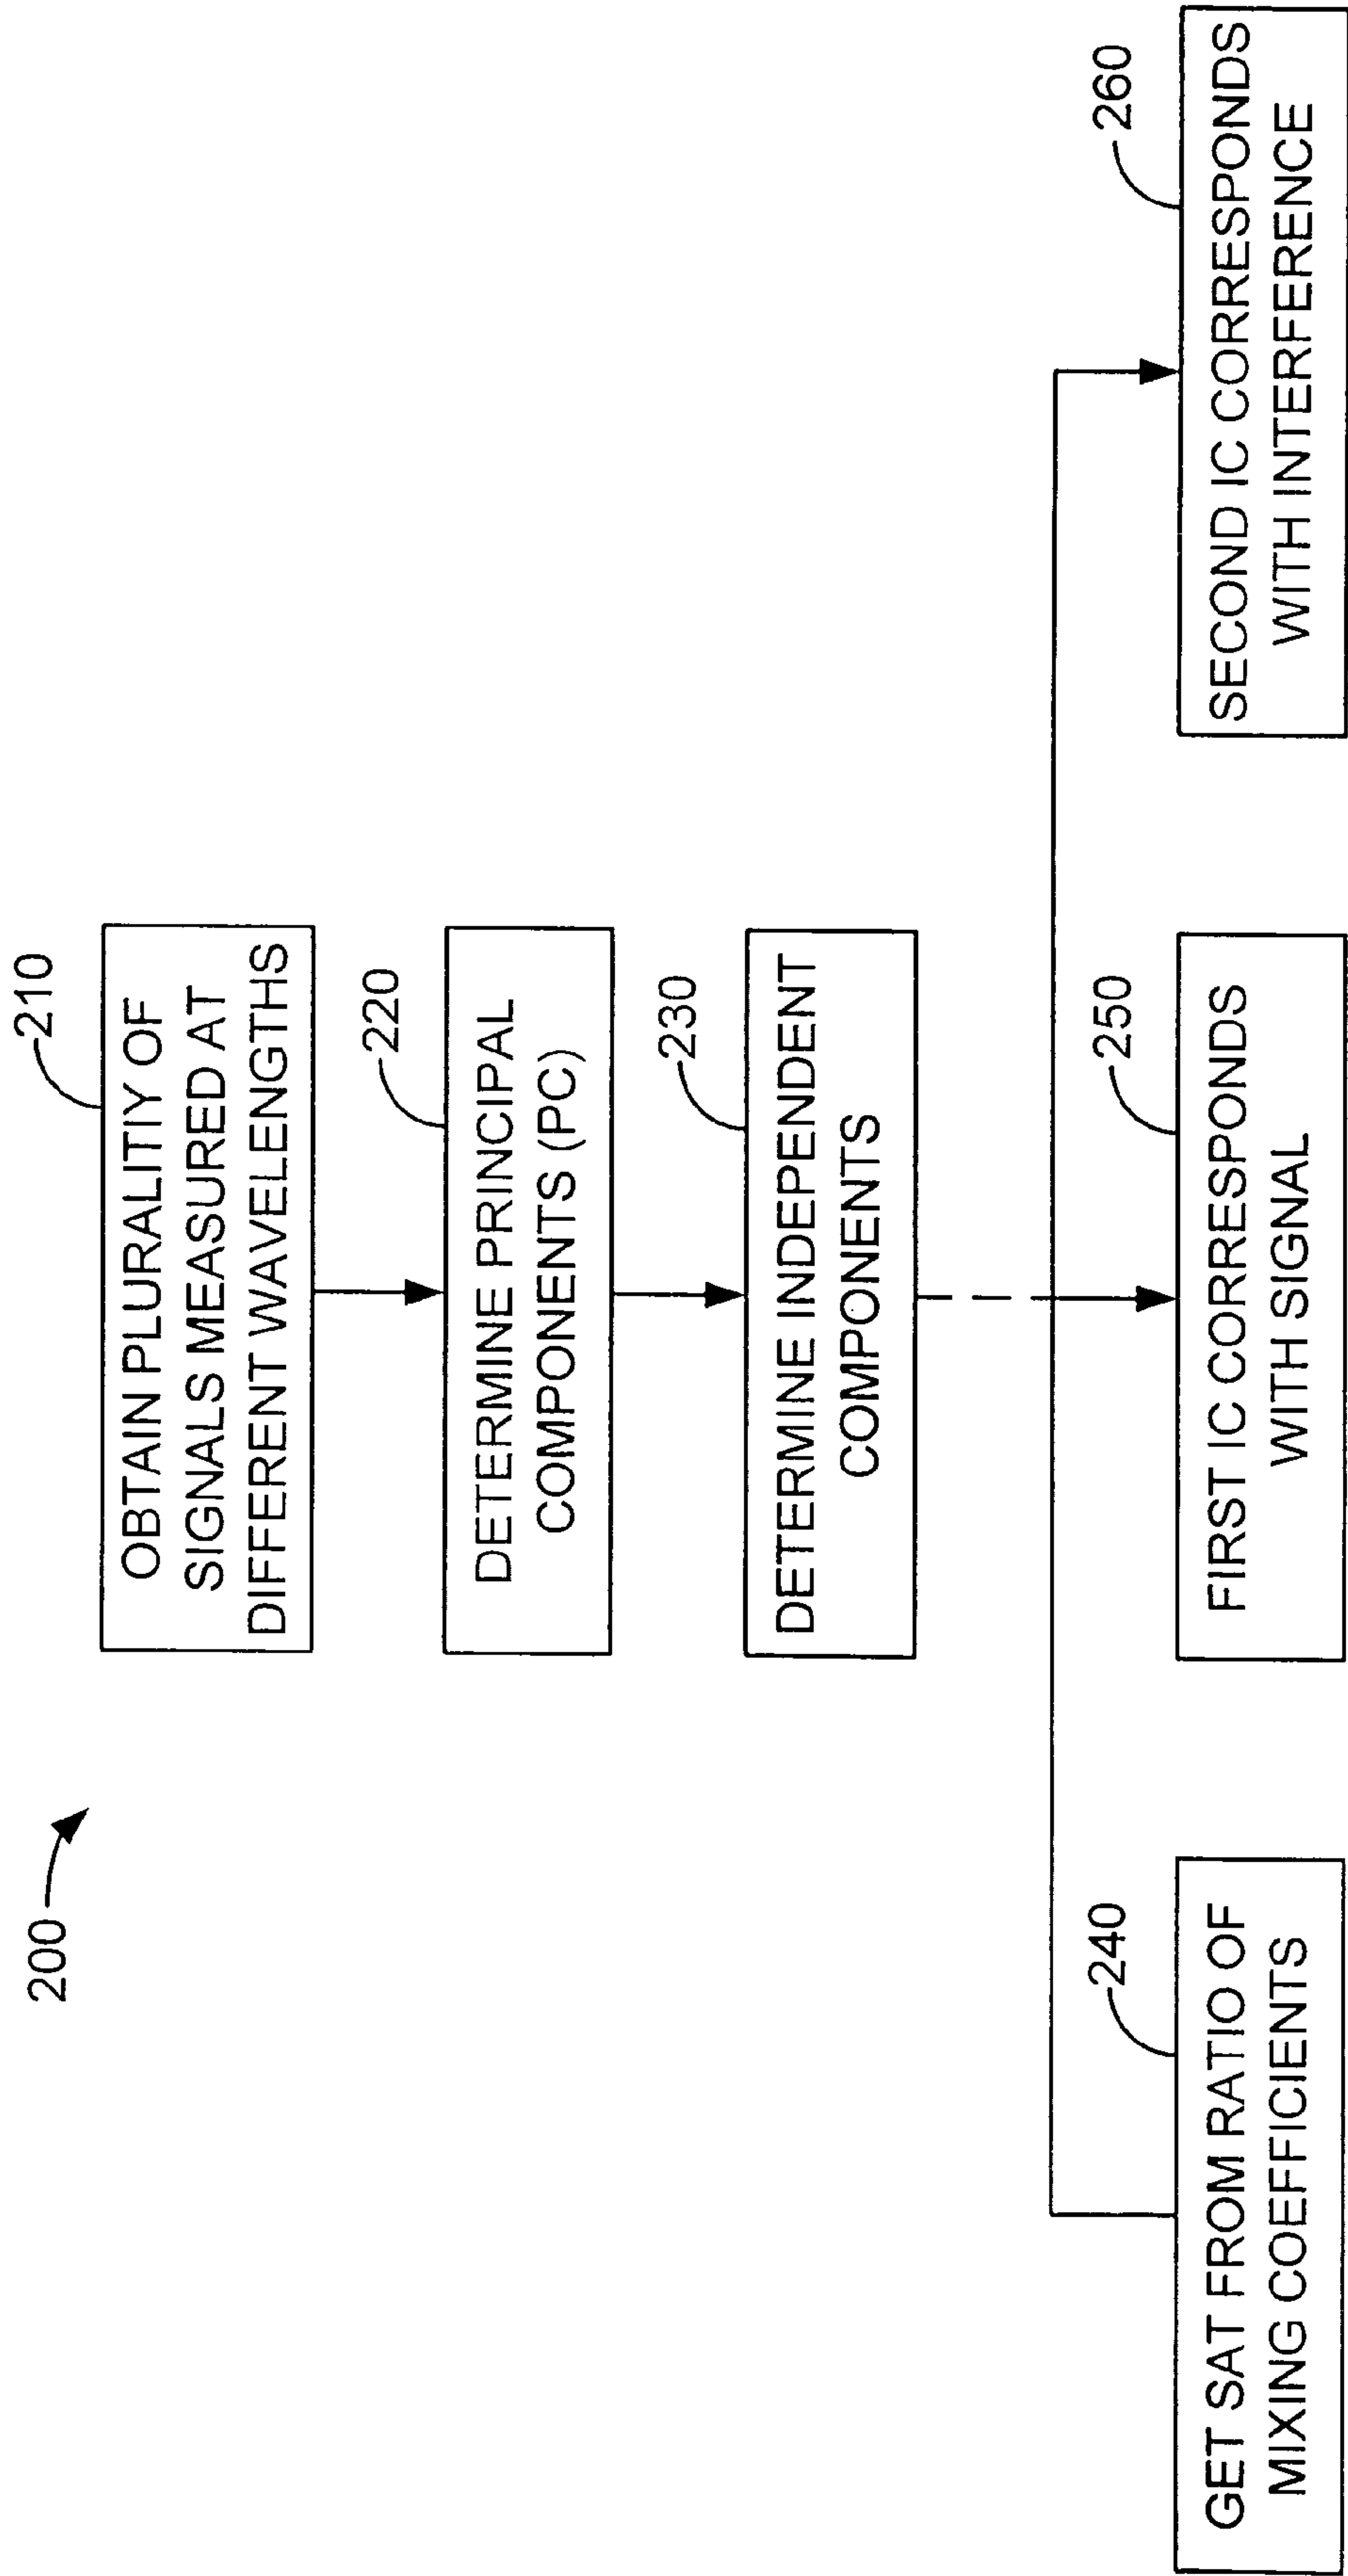 200
210
OBTAIN PLURALITIY OF
SIGNALS MEASURED AT
DIFFERENT WAVELENGTHS
220
DETERMINE PRINCIPAL
COMPONENTS (PC)
230
DETERMINE INDEPENDENT
COMPONENTS
240
GET SAT FROM RATIO OF
MIXING COEFFICIENTS
250
FIRST IC CORRESPONDS
WITH SIGNAL
260
SECOND IC CORRESPONDS
WITH INTERFERENCE